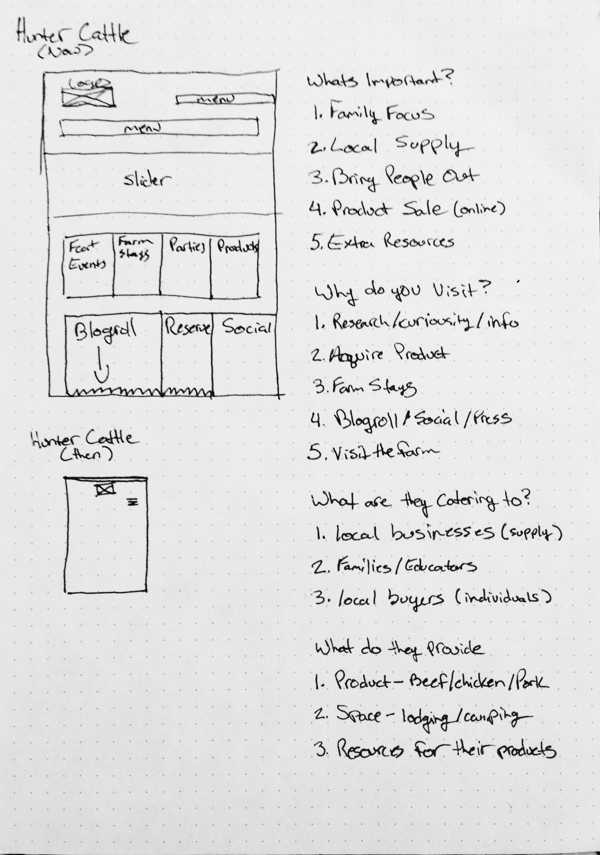 Hunter Cattle
(Now)
Logo
menu
menu
Slider
Feat Events
Farm Stays
Parties
Products
Blogroll
Reserve
Social
Hunter Cattle
(then)
Whats Important?
1. Family Focus
2. Local Supply
3. Bring People Out
4. Product Sale (online)
5. Extra Resources
Why do you Visit?
1. Research/curiousity/info
2. Aquire Product
3. Farm Stays
4. Blogroll/Social/Press
5. Visit the farm
What are they Catering to?
1. Local businesses (supply)
2. Families/Educators
3. local buyers (individuals)
What do they Provide
1. Product - Beef/chicken/Pork
2. Space - lodging/camping
3. Resources for their products